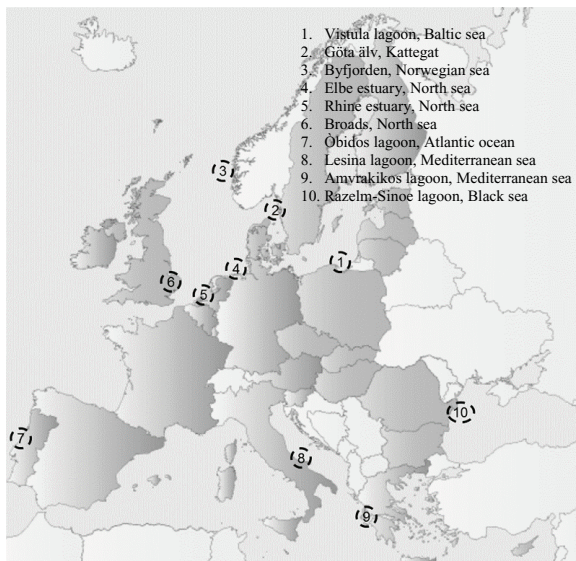 1. Vistula lagoon, Baltic sea
2. Göta älv, Kattegat
3. Byfjorden, Norwegian sea
4. Elbe estuary, North sea
5. Rhine estuary, North sea
6. Broads, North sea
7. Òbidos lagoon, Atlantic ocean
8. Lesina lagoon, Mediterranean sea
9. Amvrakikos lagoon, Mediterranean sea
10. Razelm-Sinoe lagoon, Black sea
3
2
1
4
6
5
10
7
8
9